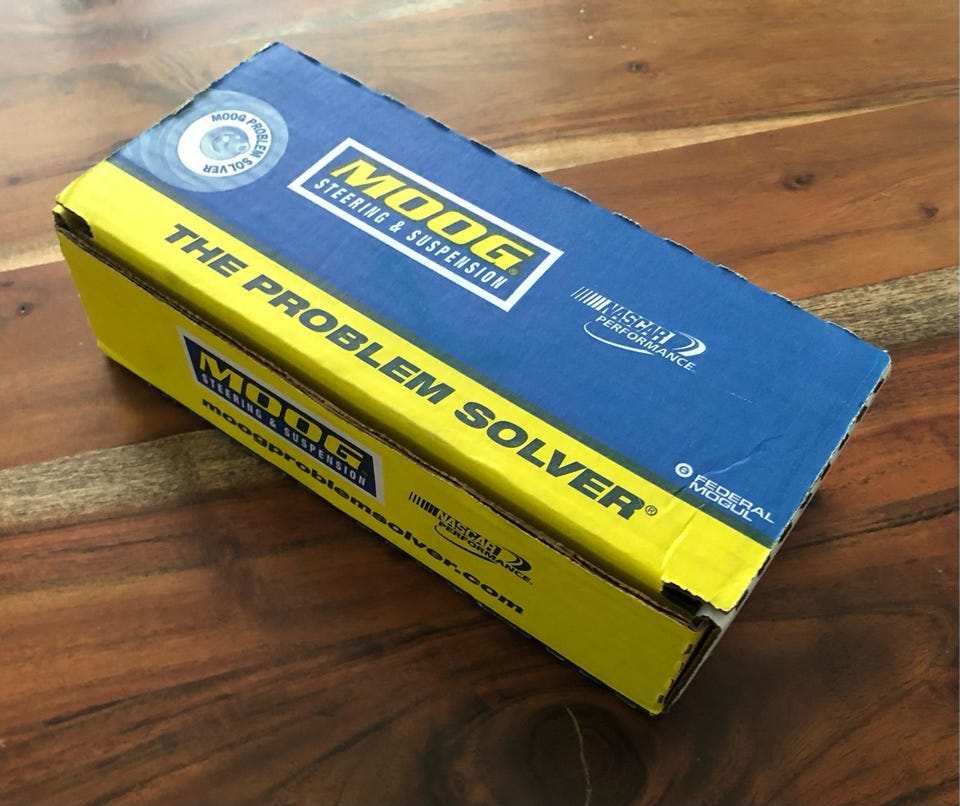 MOOG PROBLEM SOLVER
MOOG®
STEERING & SUSPENSION
NASCAR
PERFORMANCE
THE PROBLEM SOLVER®
e FEDERAL
MOGUL
MOOG
STEERING & SUSPENSION
moogproblemsolver.com
NASCAR
PERFORMANCE